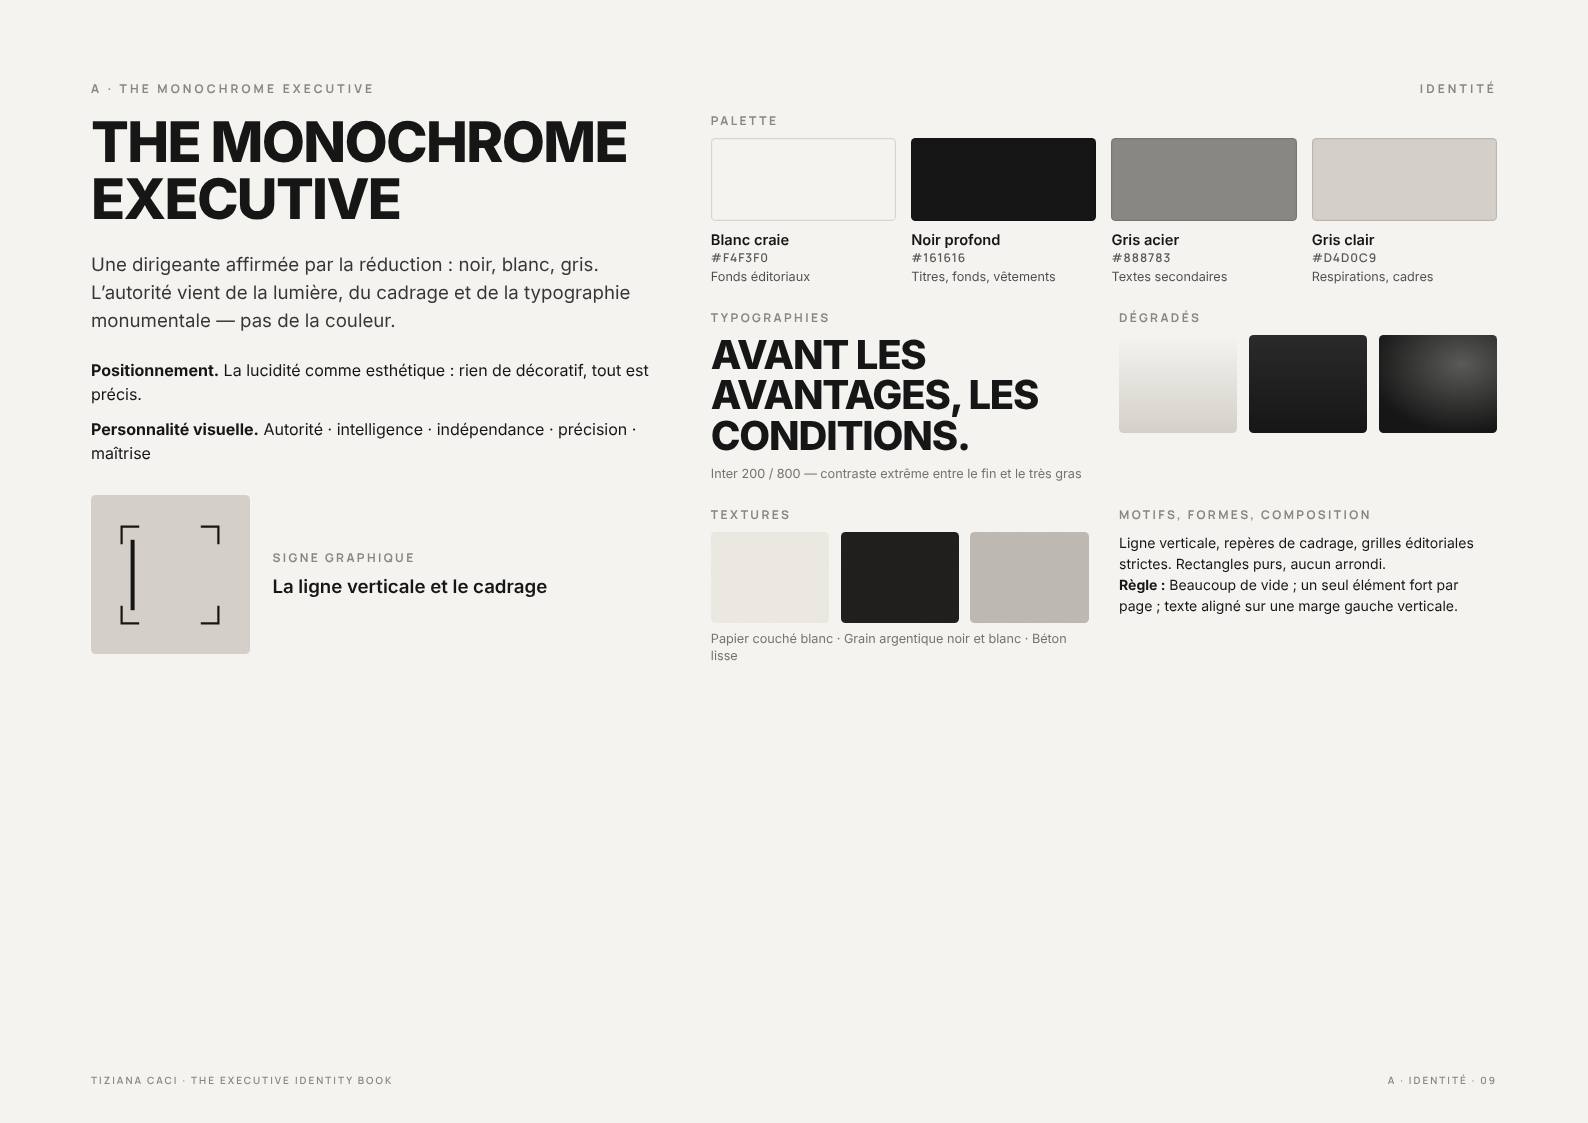 A · THE MONOCHROME EXECUTIVE
IDENTITÉ
THE MONOCHROME
EXECUTIVE
Une dirigeante affirmée par la réduction : noir, blanc, gris.
L’autorité vient de la lumière, du cadrage et de la typographie
monumentale — pas de la couleur.
Positionnement. La lucidité comme esthétique : rien de décoratif, tout est
précis.
Personnalité visuelle. Autorité · intelligence · indépendance · précision ·
maîtrise
SIGNE GRAPHIQUE
La ligne verticale et le cadrage
PALETTE
Blanc craie
#F4F3F0
Fonds éditoriaux
Noir profond
#161616
Titres, fonds, vêtements
Gris acier
#888783
Textes secondaires
Gris clair
#D4D0C9
Respirations, cadres
TYPOGRAPHIES
AVANT LES
AVANTAGES, LES
CONDITIONS.
Inter 200 / 800 — contraste extrême entre le fin et le très gras
DÉGRADÉS
TEXTURES
Papier couché blanc · Grain argentique noir et blanc · Béton
lisse
MOTIFS, FORMES, COMPOSITION
Ligne verticale, repères de cadrage, grilles éditoriales
strictes. Rectangles purs, aucun arrondi.
Règle : Beaucoup de vide ; un seul élément fort par
page ; texte aligné sur une marge gauche verticale.
TIZIANA CACI · THE EXECUTIVE IDENTITY BOOK
A · IDENTITÉ · 09